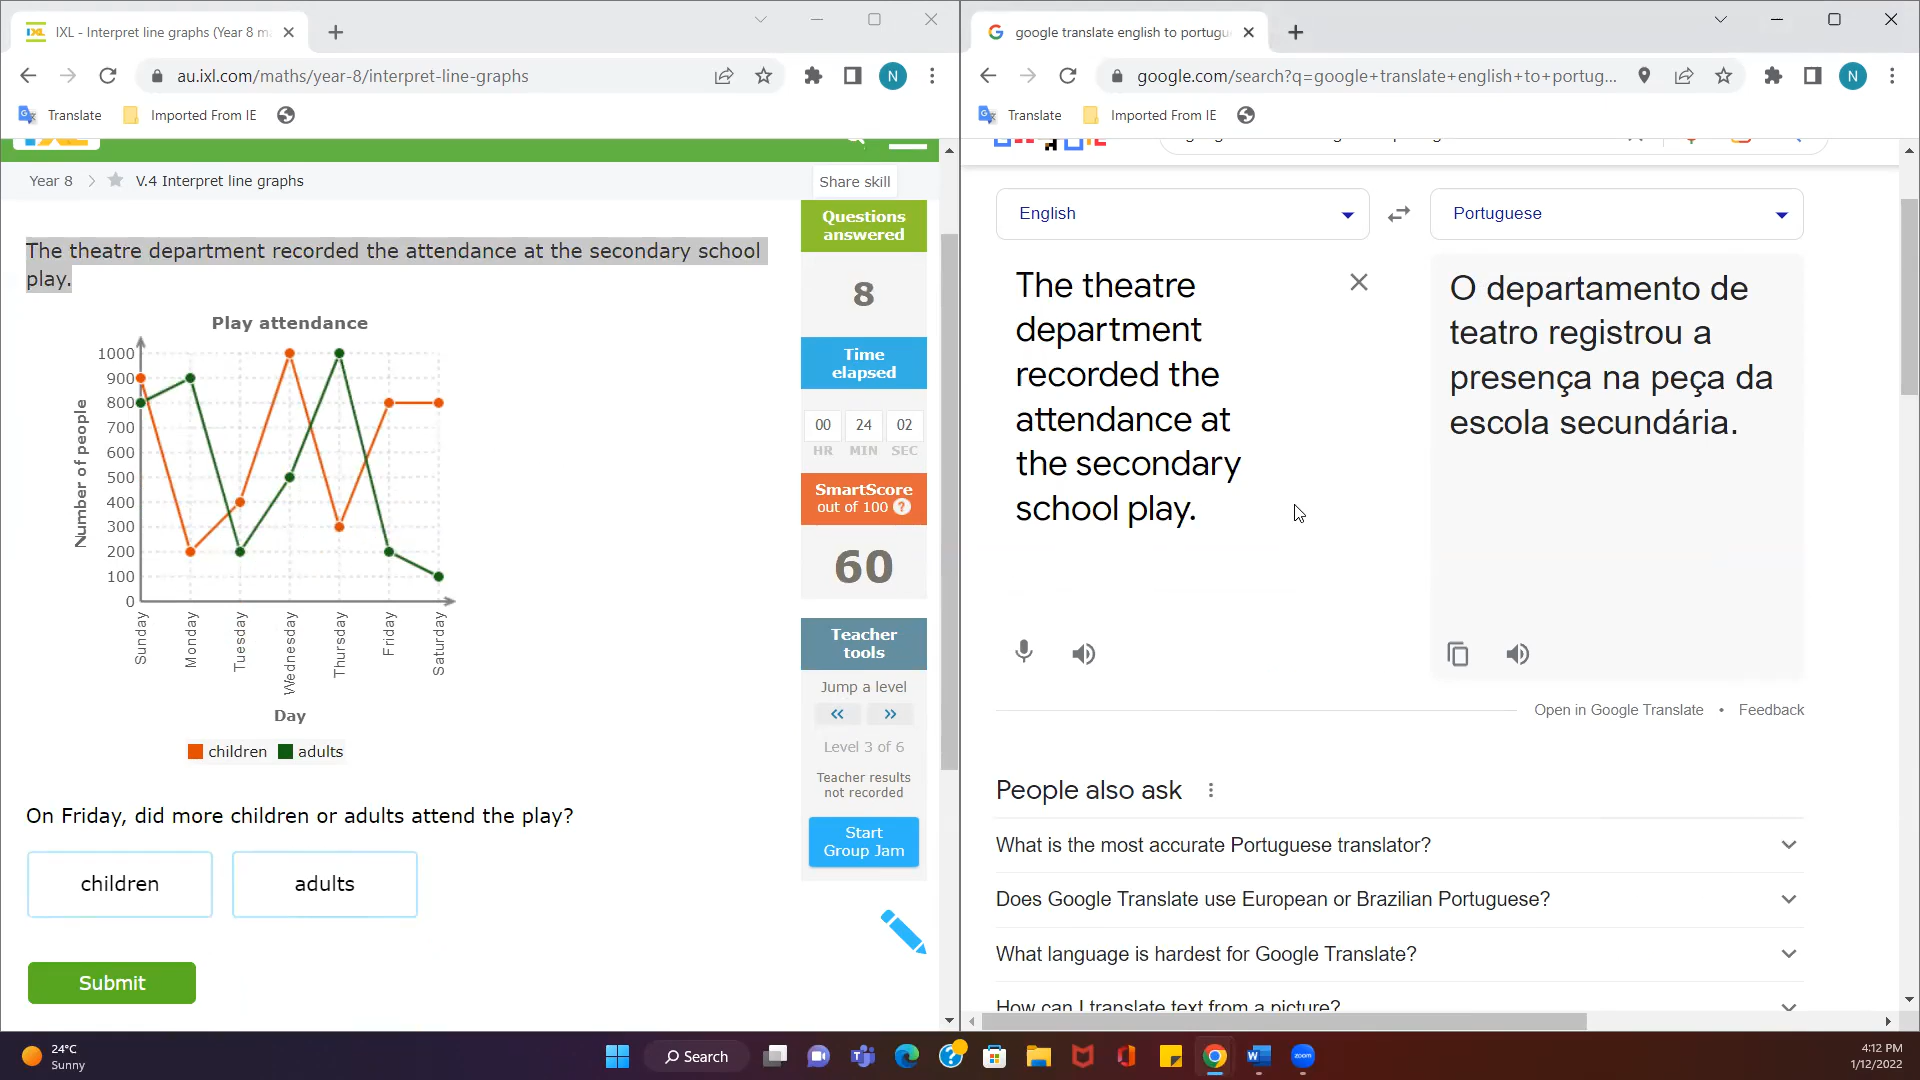 IXL - Interpret line graphs (Year 8 m
au.ixl.com/maths/year-8/interpret-line-graphs
N
Translate
Imported From IE
Year 8
V.4 Interpret line graphs
Share skill
The theatre department recorded the attendance at the secondary school
play.
Play attendance
Number of people
1000
900
800
700
600
500
400
300
200
100
0
Sunday
Monday
Tuesday
Wednesday
Thursday
Friday
Saturday
Day
children
adults
On Friday, did more children or adults attend the play?
children
adults
Submit
Questions
answered
8
Time
elapsed
00
24
02
HR
MIN
SEC
SmartScore
out of 100 ?
60
Teacher
tools
Jump a level
Level 3 of 6
Teacher results
not recorded
Start
Group Jam
google translate english to portugu
google.com/search?q=google+translate+english+to+portug...
N
Translate
Imported From IE
English
Portuguese
The theatre
department
recorded the
attendance at
the secondary
school play.
O departamento de
teatro registrou a
presença na peça da
escola secundária.
Open in Google Translate • Feedback
People also ask
What is the most accurate Portuguese translator?
Does Google Translate use European or Brazilian Portuguese?
What language is hardest for Google Translate?
How can I translate text from a picture?
24°C
Sunny
Search
zoom
4:12 PM
1/12/2022